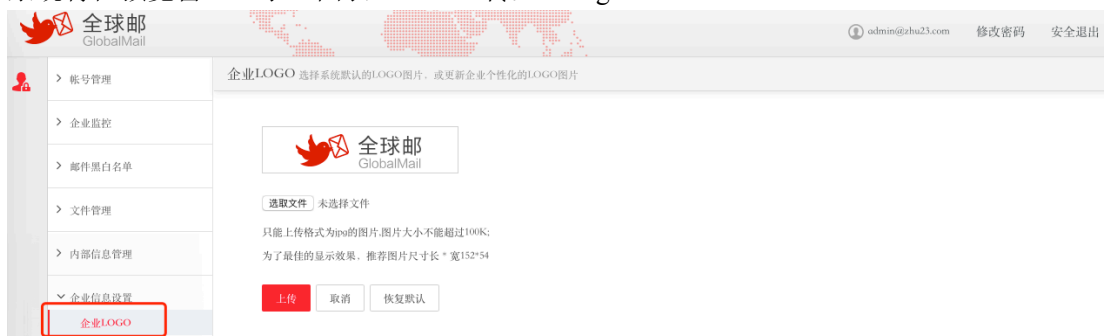 全球邮
GlobalMail
admin@zhu23.com 修改密码 安全退出
帐号管理
企业LOGO 选择系统默认的LOGO图片，或更新企业个性化的LOGO图片
企业监控
全球邮
GlobalMail
邮件黑白名单
选取文件 未选择文件
文件管理
只能上传格式为jpg的图片,图片大小不能超过100K;
内部信息管理
为了最佳的显示效果，推荐图片尺寸长 * 宽152*54
企业信息设置
上传 取消 恢复默认
企业LOGO